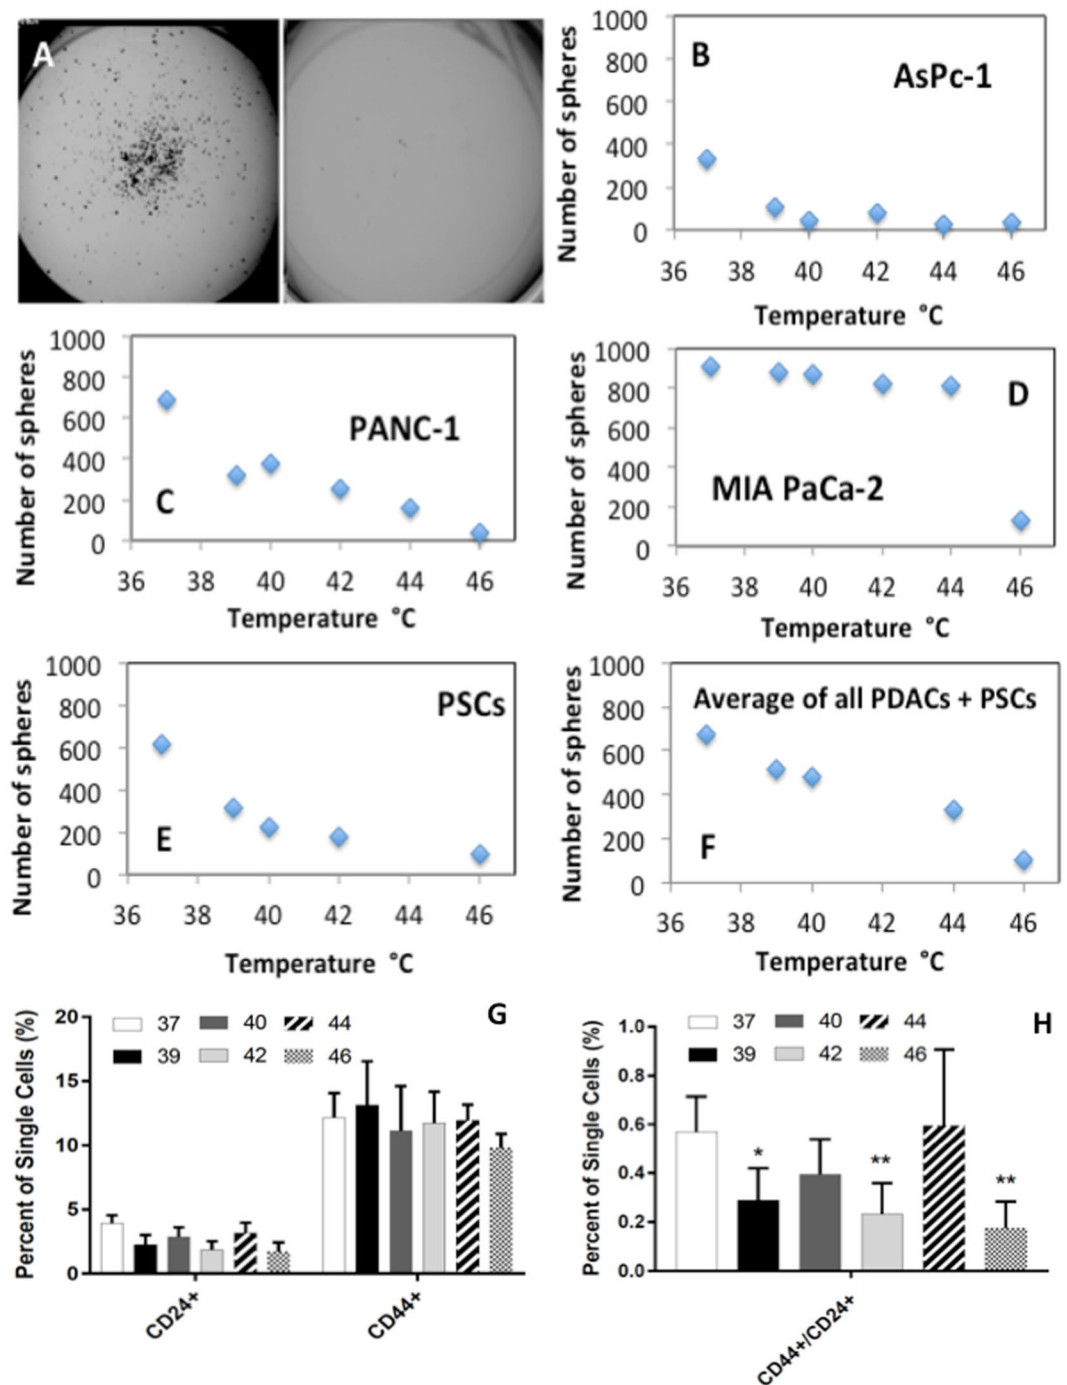 A
1000
800
600
400
200
0
Number of spheres
B
AsPc-1
36 38 40 42 44 46
Temperature °C
1000
800
600
400
200
0
Number of spheres
PANC-1
C
36 38 40 42 44 46
Temperature °C
1000
800
600
400
200
0
Number of spheres
D
MIA PaCa-2
36 38 40 42 44 46
Temperature °C
1000
800
600
400
200
0
Number of spheres
PSCs
E
36 38 40 42 44 46
Temperature °C
1000
800
600
400
200
0
Number of spheres
Average of all PDACs + PSCs
F
36 38 40 42 44 46
Temperature °C
G
37 40 44
39 42 46
20
15
10
5
0
Percent of Single Cells (%)
CD24+
CD44+
H
37 40 44
39 42 46
1.0
0.8
0.6
0.4
0.2
0.0
Percent of Single Cells (%)
*
**
**
CD44+/CD24+